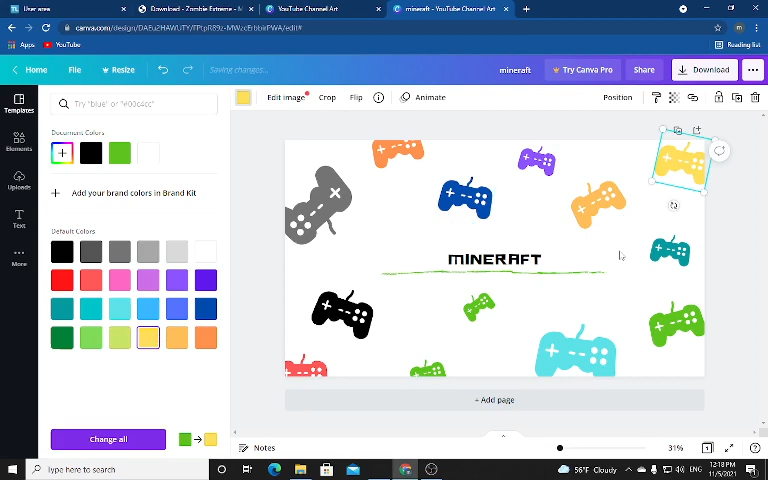 User area
Download - Zombie Extreme - M
YouTube Channel Art
mineraft - YouTube Channel Art
canva.com/design/DAEu2HAWUTY/FPtpR89z-MWzcErbbirPWA/edit#
Apps
YouTube
Reading list
Home
File
Resize
Saving changes...
mineraft
Try Canva Pro
Share
Download
Templates
Elements
Uploads
Text
More
Try "blue" or "#00c4cc"
Document Colors
Add your brand colors in Brand Kit
Default Colors
Change all
Edit image
Crop
Flip
Animate
Position
MINERAFT
+ Add page
Notes
31%
1
Type here to search
56°F Cloudy
ENG
12:18 PM
11/5/2021